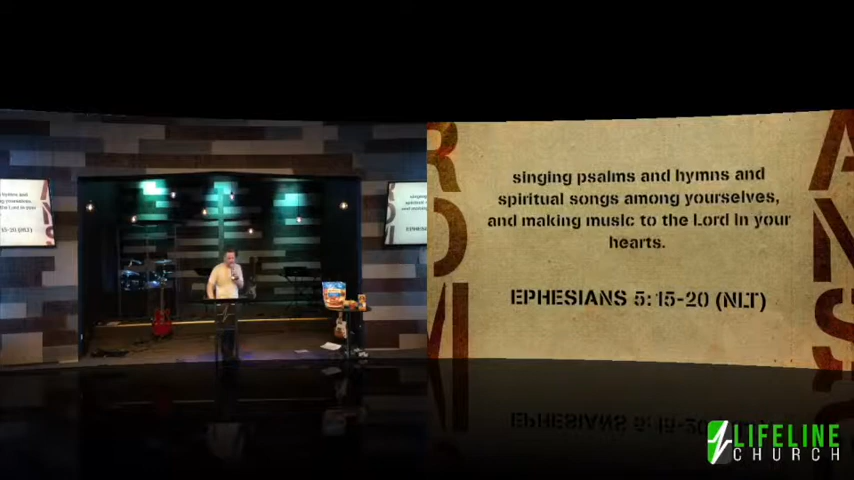 singing psalms and hymns and
spiritual songs among yourselves,
and making music to the Lord in your
hearts.
EPHESIANS 5:15-20 (NLT)
LIFELINE
CHURCH